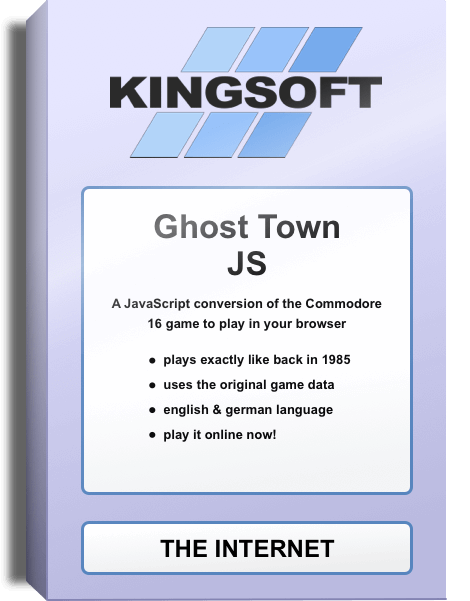 KINGSOFT
Ghost Town
JS
A JavaScript conversion of the Commodore
16 game to play in your browser
● plays exactly like back in 1985
● uses the original game data
● english & german language
● play it online now!
THE INTERNET